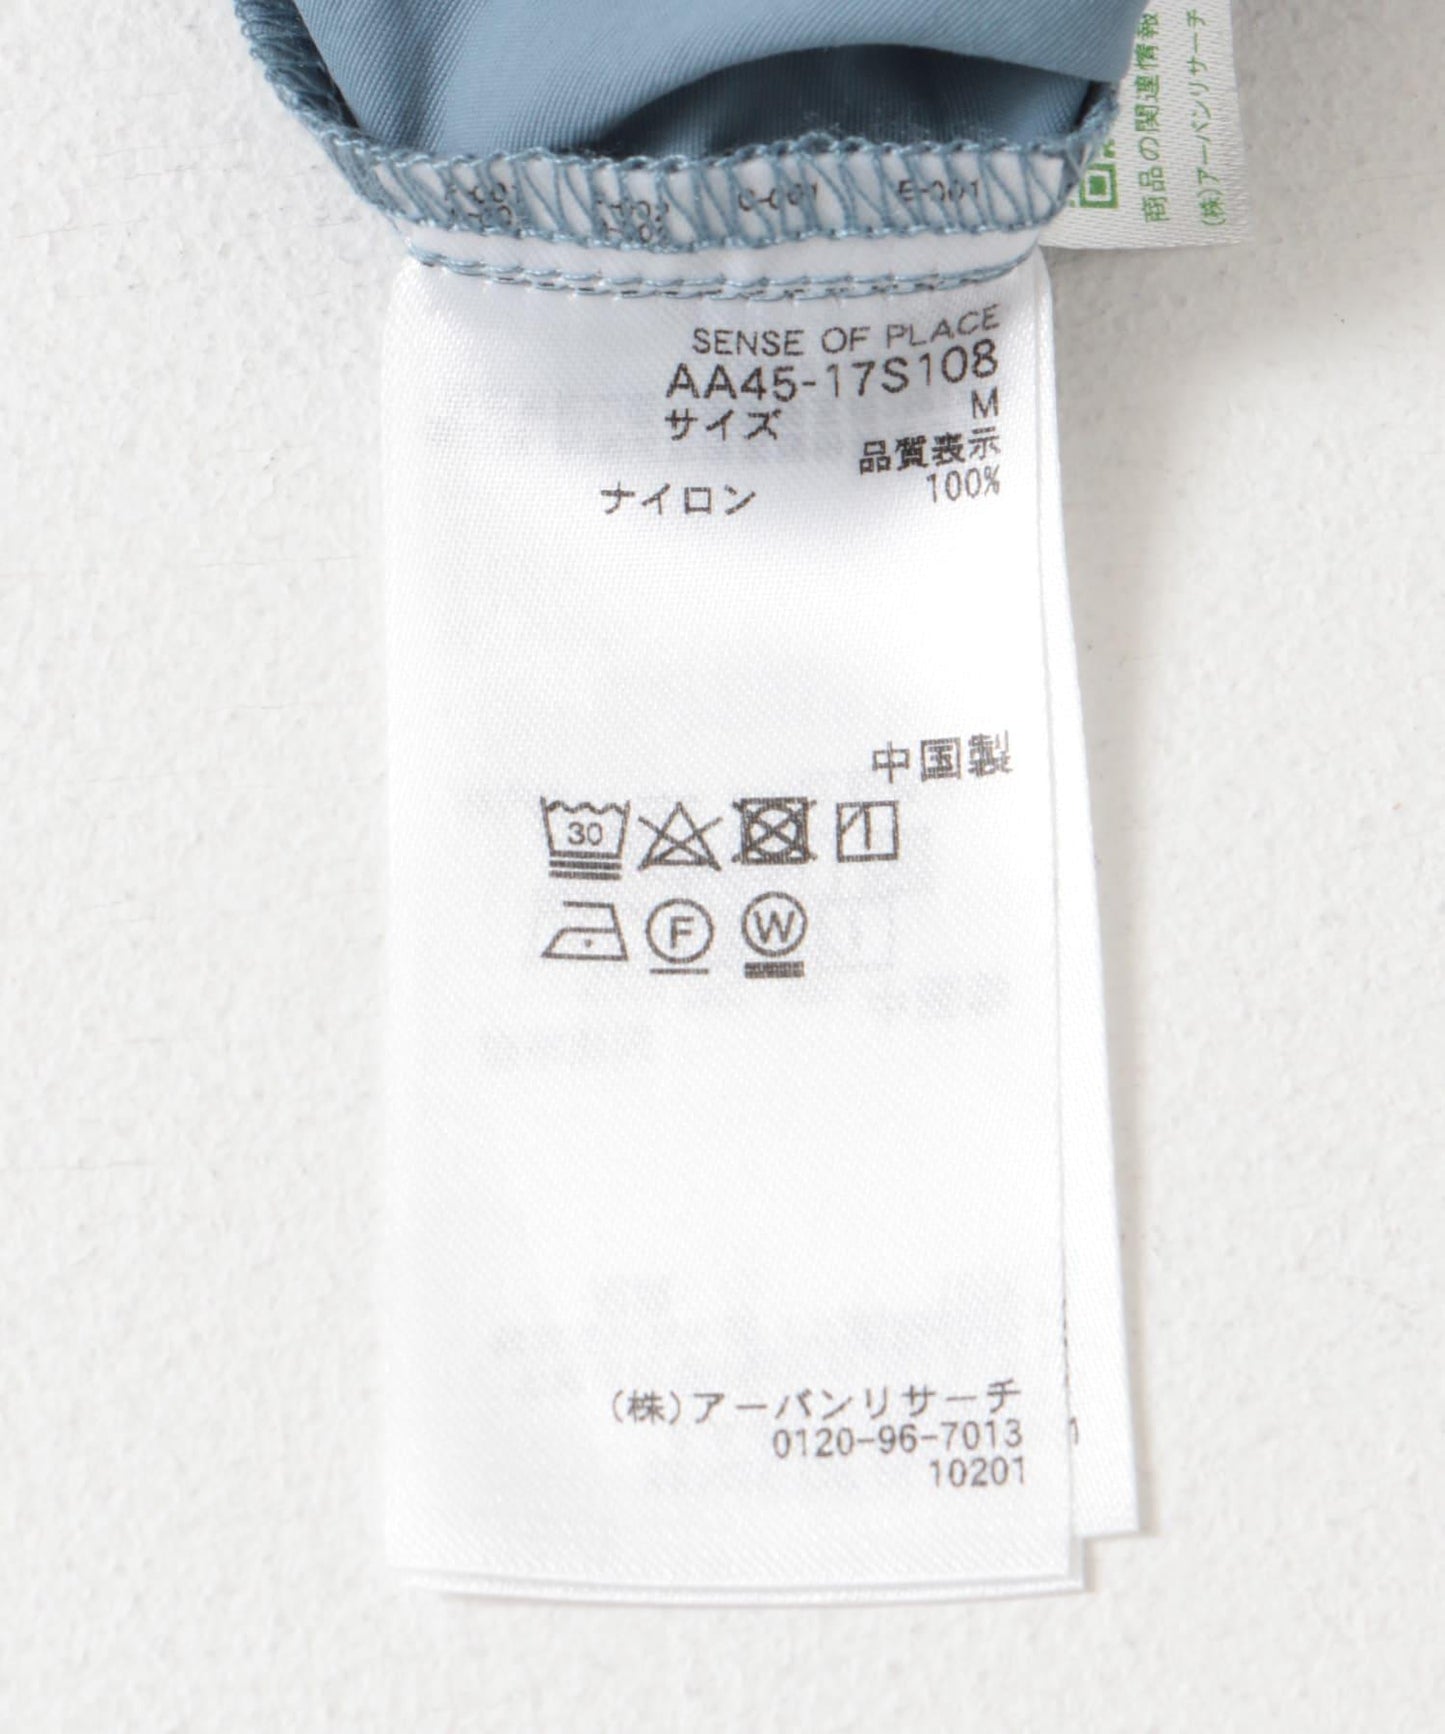 SENSE OF PLACE
AA45-17S108
サイズ M
品質表示
ナイロン 100%
中国製
30
F W
(株)アーバンリサーチ
0120-96-7013
10201
商品の関連情報
(株)アーバンリサーチ